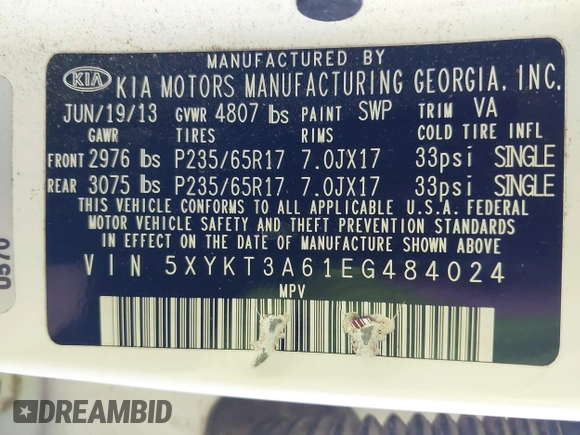 MANUFACTURED BY
KIA KIA MOTORS MANUFACTURING GEORGIA, INC.
JUN/19/13 GVWR 4807 lbs PAINT SWP TRIM VA
GAWR TIRES RIMS COLD TIRE INFL
FRONT 2976 lbs P235/65R17 7.0JX17 33psi SINGLE
REAR 3075 lbs P235/65R17 7.0JX17 33psi SINGLE
THIS VEHICLE CONFORMS TO ALL APPLICABLE U.S.A. FEDERAL
MOTOR VEHICLE SAFETY AND THEFT PREVENTION STANDARDS
IN EFFECT ON THE DATE OF MANUFACTURE SHOWN ABOVE.
VIN 5XYKT3A61EG484024
MPV
0570
DREAMBID